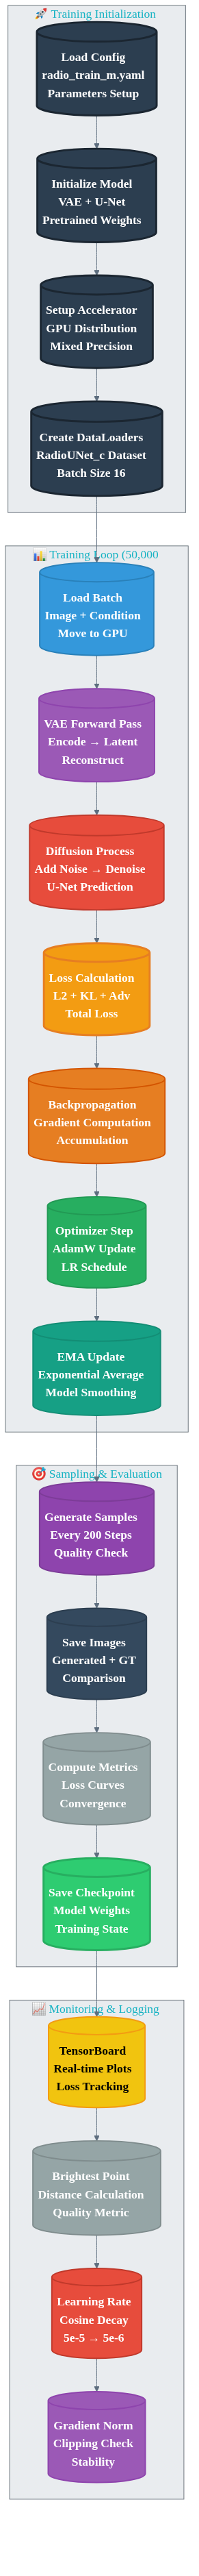 🚀 Training Initialization
Load Config
radio_train_m.yaml
Parameters Setup
Initialize Model
VAE + U-Net
Pretrained Weights
Setup Accelerator
GPU Distribution
Mixed Precision
Create DataLoaders
RadioUNet_c Dataset
Batch Size 16
📊 Training Loop (50,000
Load Batch
Image + Condition
Move to GPU
VAE Forward Pass
Encode → Latent
Reconstruct
Diffusion Process
Add Noise → Denoise
U-Net Prediction
Loss Calculation
L2 + KL + Adv
Total Loss
Backpropagation
Gradient Computation
Accumulation
Optimizer Step
AdamW Update
LR Schedule
EMA Update
Exponential Average
Model Smoothing
🎯 Sampling & Evaluation
Generate Samples
Every 200 Steps
Quality Check
Save Images
Generated + GT
Comparison
Compute Metrics
Loss Curves
Convergence
Save Checkpoint
Model Weights
Training State
📈 Monitoring & Logging
TensorBoard
Real-time Plots
Loss Tracking
Brightest Point
Distance Calculation
Quality Metric
Learning Rate
Cosine Decay
5e-5 → 5e-6
Gradient Norm
Clipping Check
Stability